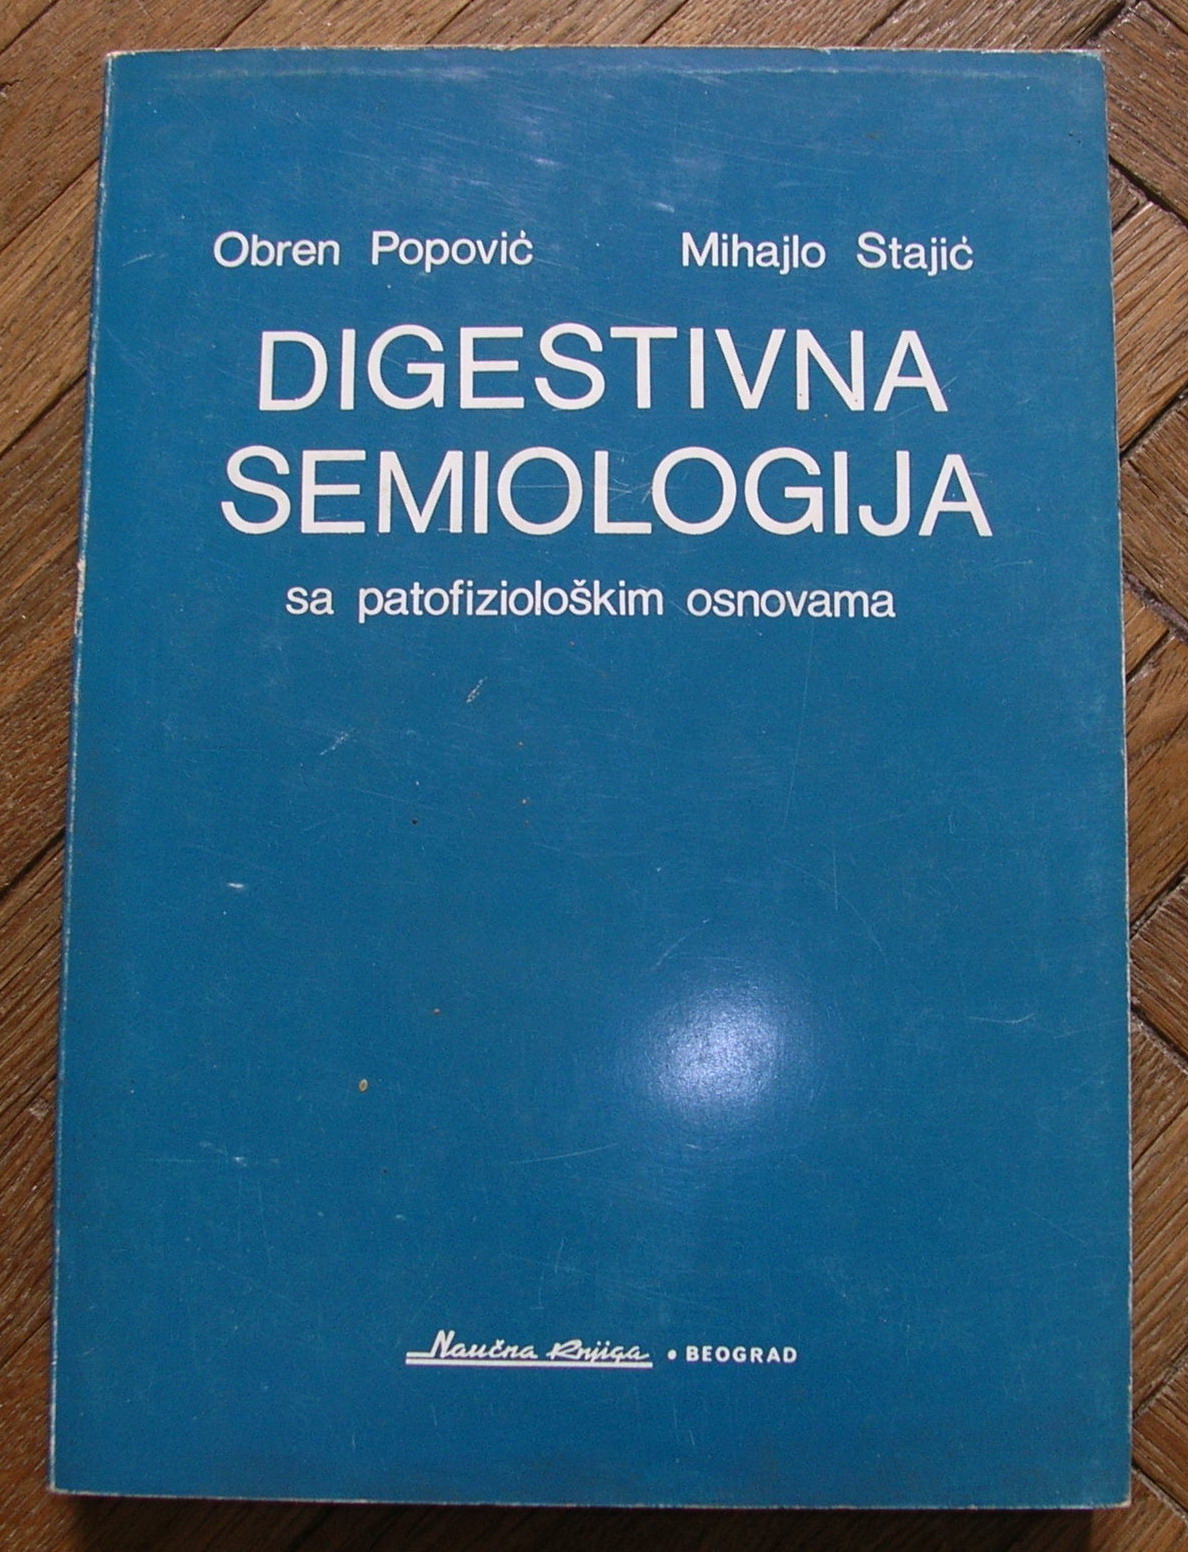 Obren Popović Mihajlo Stajić
DIGESTIVNA
SEMIOLOGIJA
sa patofiziološkim osnovama
Naučna Knjiga • BEOGRAD